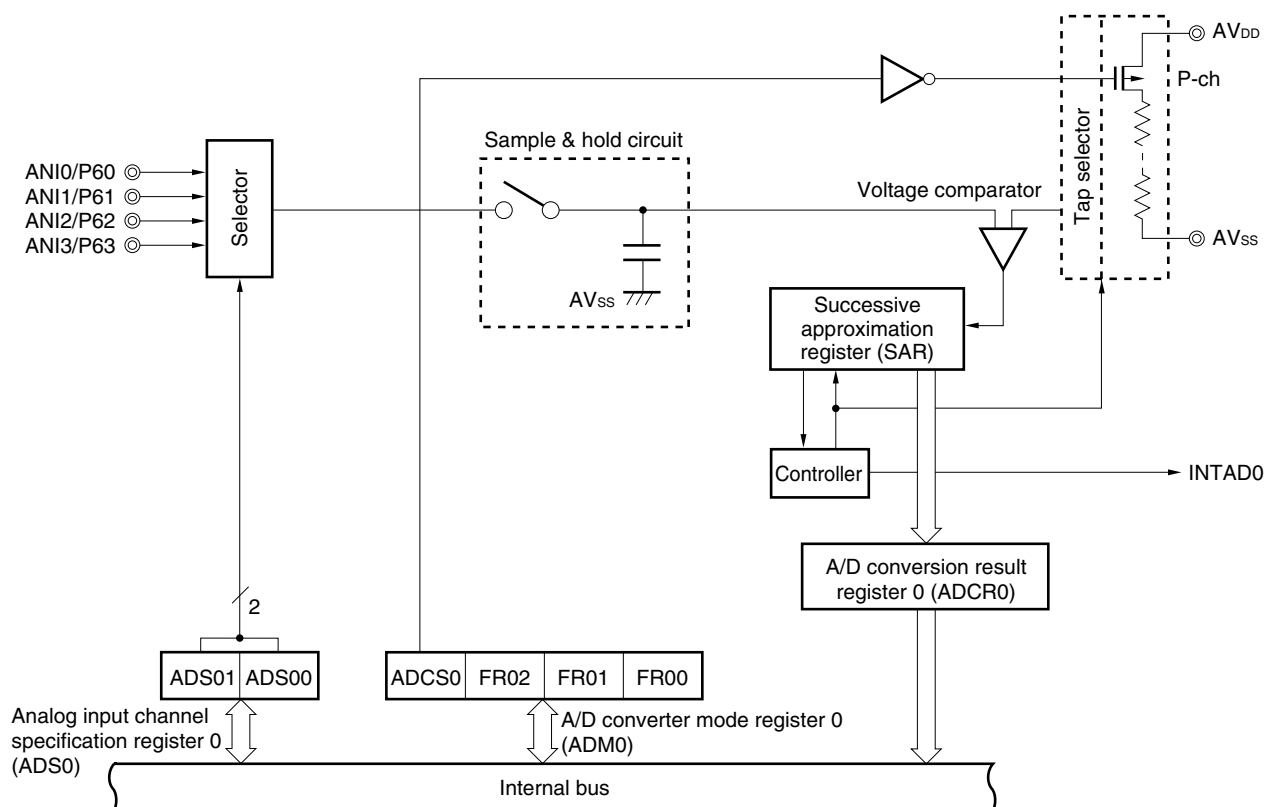 AVDD
P-ch
Sample & hold circuit
ANI0/P60
ANI1/P61
ANI2/P62
ANI3/P63
Selector
Voltage comparator
Tap selector
AVSS
AVSS
Successive
approximation
register (SAR)
Controller
INTAD0
A/D conversion result
register 0 (ADCR0)
2
ADS01 ADS00
ADCS0 FR02 FR01 FR00
Analog input channel
specification register 0
(ADS0)
A/D converter mode register 0
(ADM0)
Internal bus